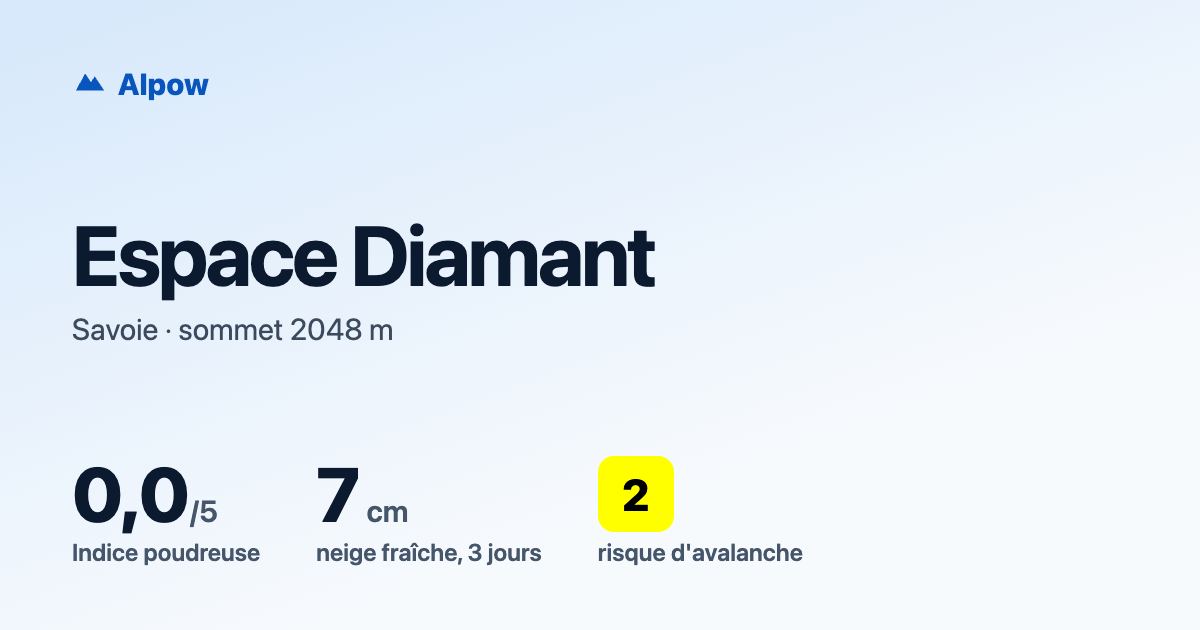 Alpow
Espace Diamant
Savoie · sommet 2048 m
0,0/5
Indice poudreuse
7 cm
neige fraîche, 3 jours
2
risque d'avalanche